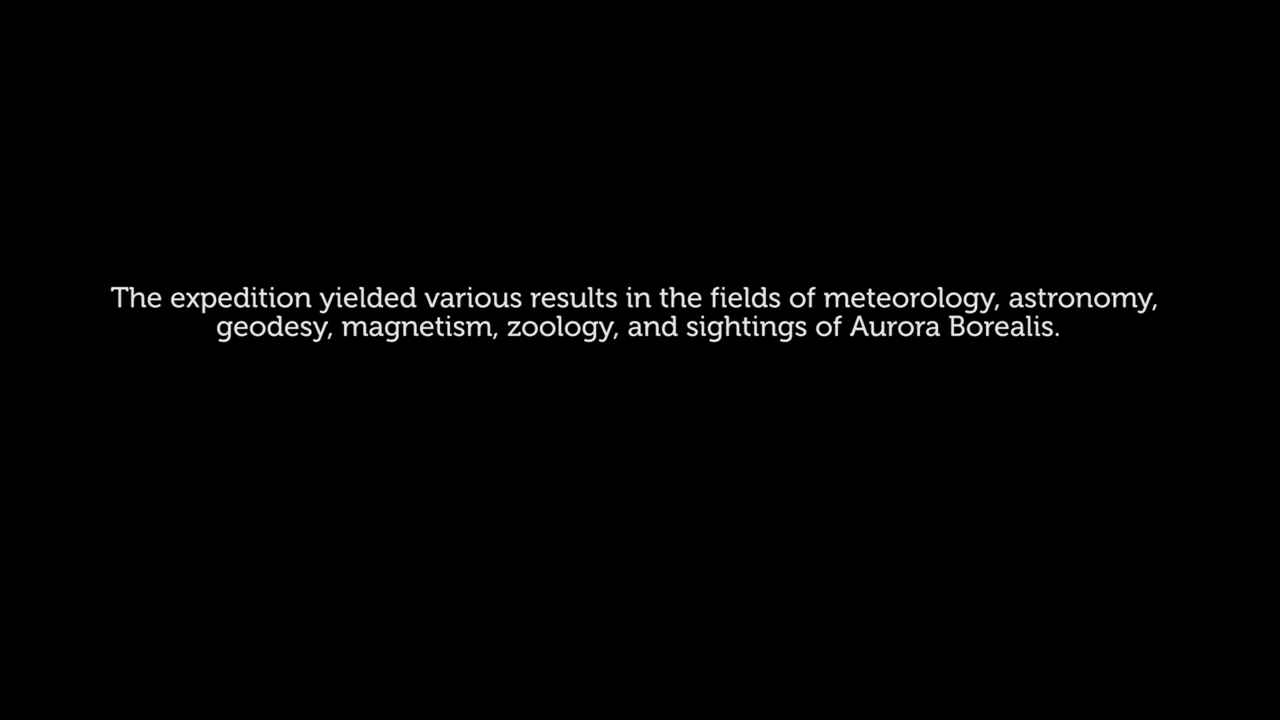 The expedition yielded various results in the fields of meteorology, astronomy,
geodesy, magnetism, zoology, and sightings of Aurora Borealis.